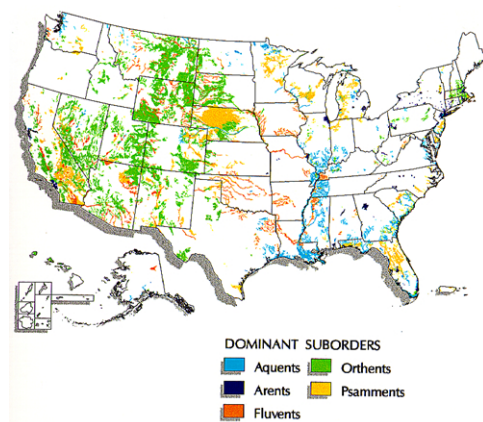 DOMINANT SUBORDERS
Aquents Orthents
Arents Psamments
Fluvents